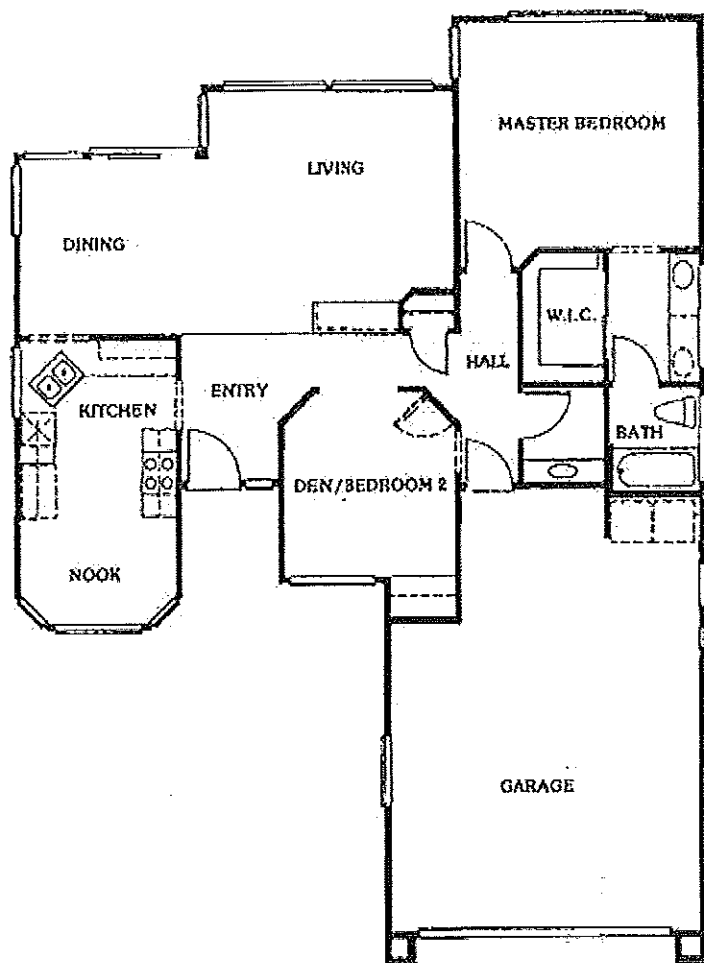 MASTER BEDROOM
LIVING
DINING
W.I.C.
HALL
ENTRY
KITCHEN
BATH
DEN/BEDROOM 2
NOOK
GARAGE